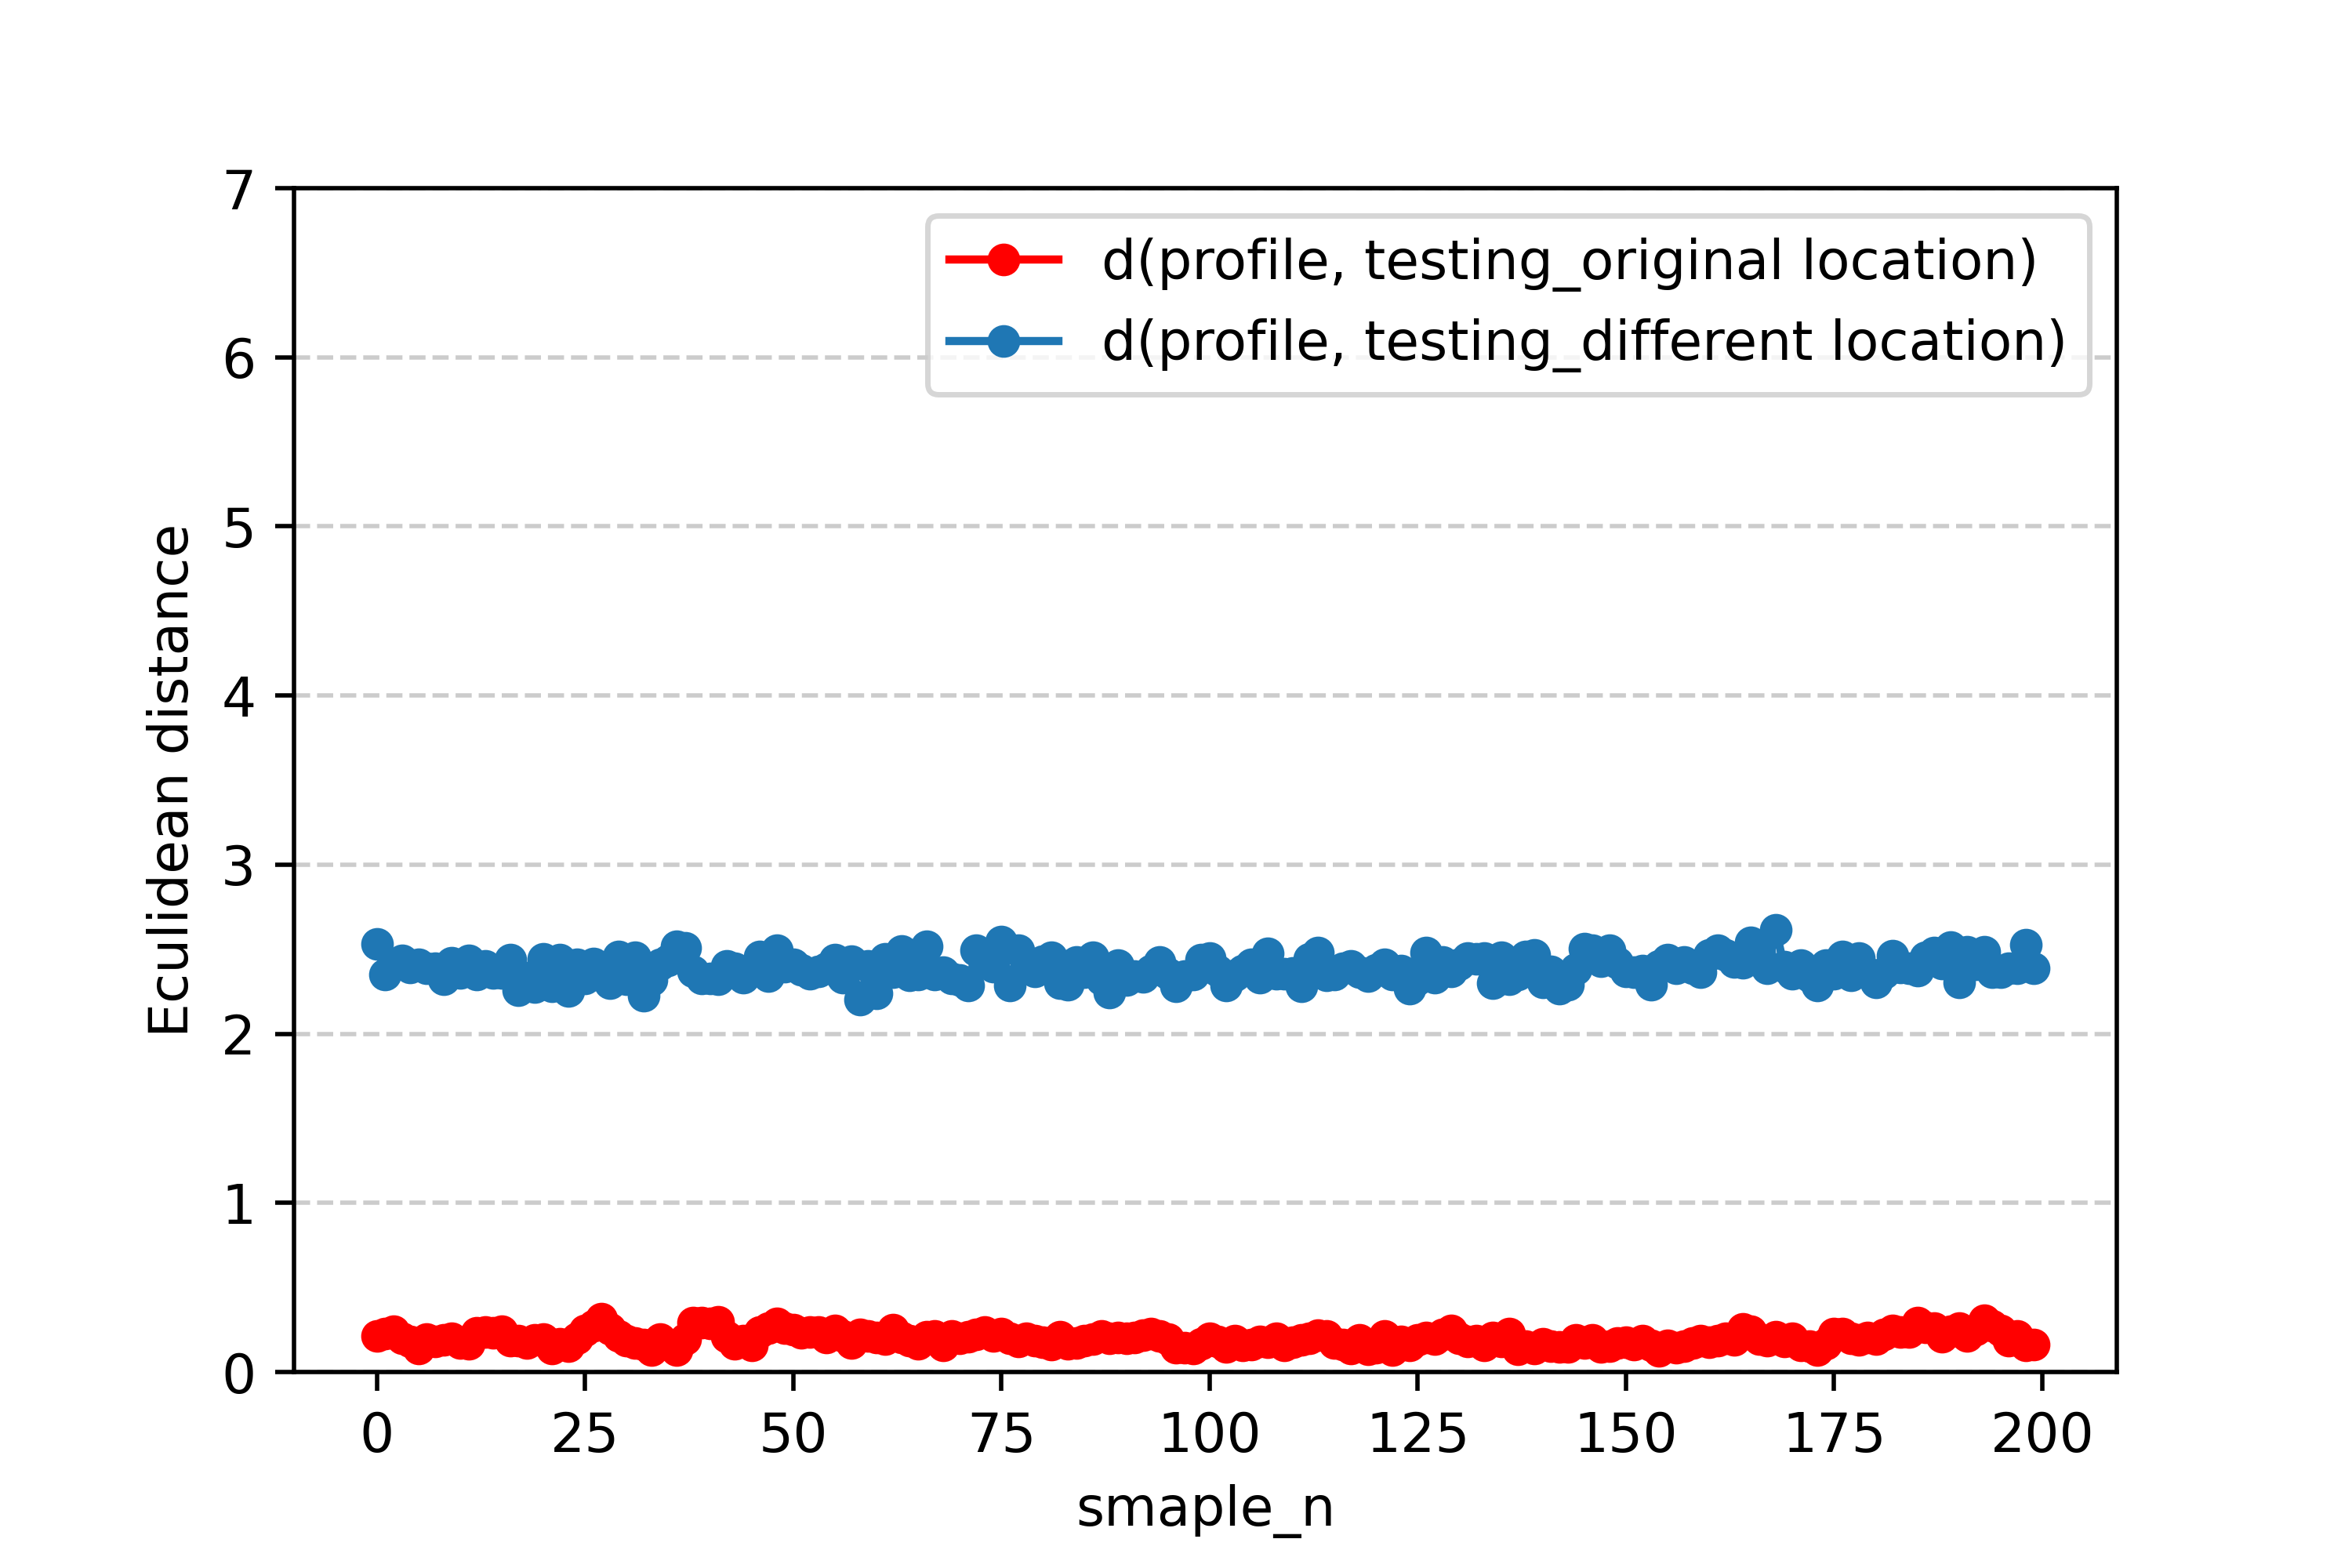 7
6
5
4
3
2
1
0
Eculidean distance
d(profile, testing_original location)
d(profile, testing_different location)
0 25 50 75 100 125 150 175 200
smaple_n